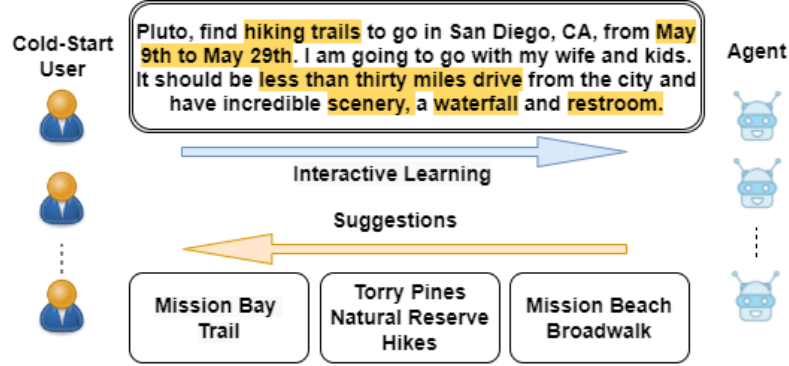 Cold-Start
User
Pluto, find hiking trails to go in San Diego, CA, from May
9th to May 29th. I am going to go with my wife and kids.
It should be less than thirty miles drive from the city and
have incredible scenery, a waterfall and restroom.
Agent
Interactive Learning
Suggestions
Mission Bay
Trail
Torry Pines
Natural Reserve
Hikes
Mission Beach
Broadwalk